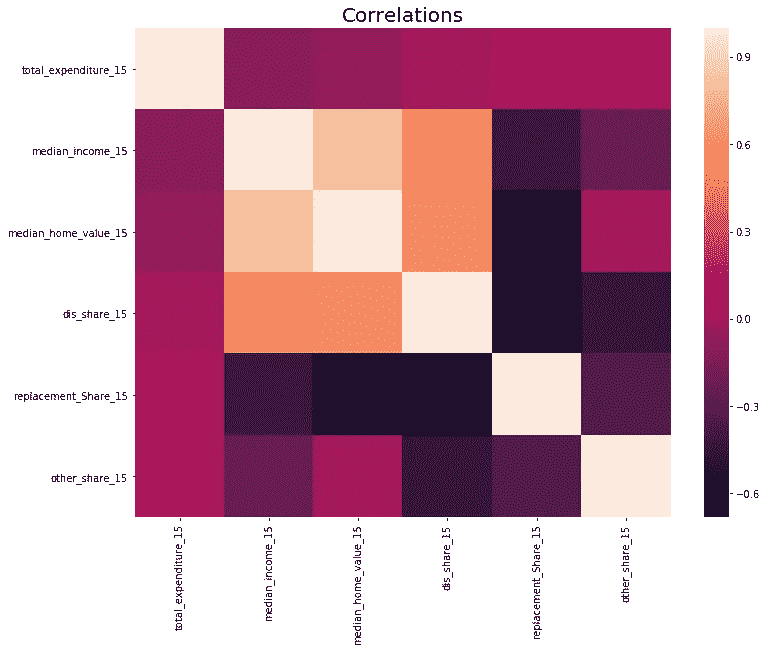 Correlations
total_expenditure_15
median_income_15
median_home_value_15
dis_share_15
replacement_Share_15
other_share_15
0.9
0.6
0.3
0.0
−0.3
−0.6
total_expenditure_15
median_income_15
median_home_value_15
dis_share_15
replacement_Share_15
other_share_15